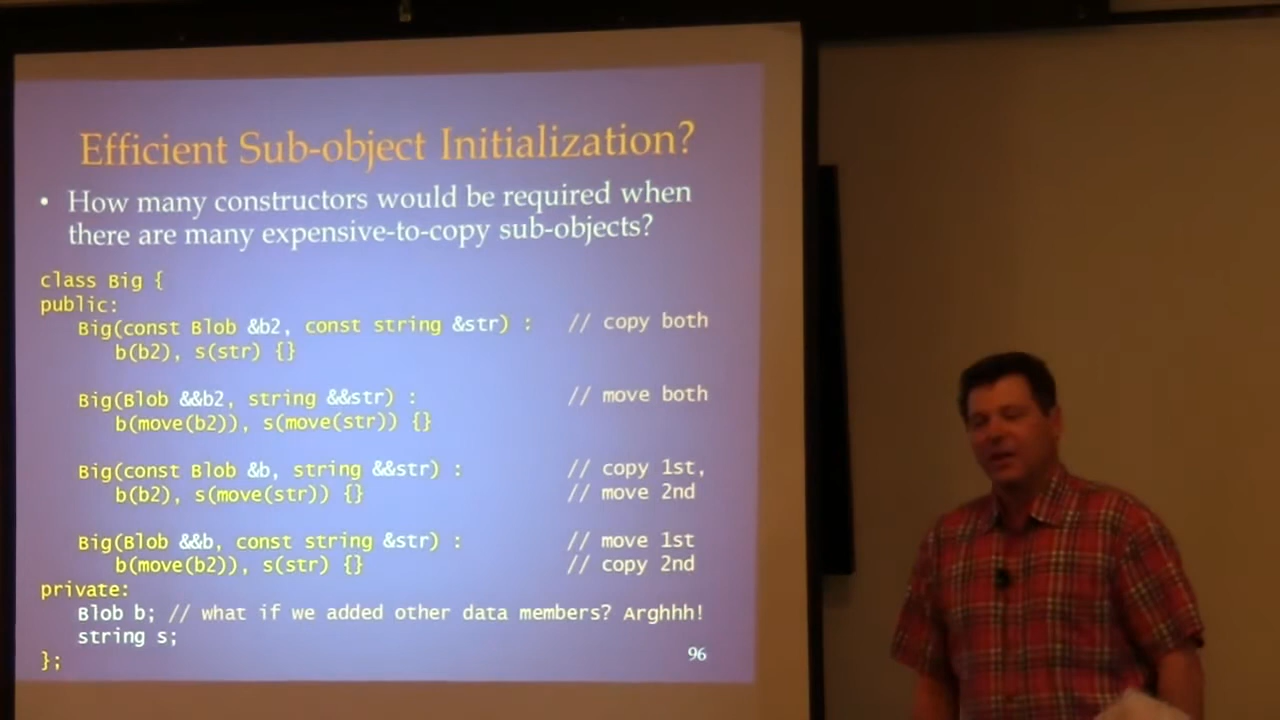 Efficient Sub-object Initialization?
• How many constructors would be required when
there are many expensive-to-copy sub-objects?
class Big {
public:
Big(const Blob &b2, const string &str) : // copy both
b(b2), s(str) {}
Big(Blob &&b2, string &&str) : // move both
b(move(b2)), s(move(str)) {}
Big(const Blob &b, string &&str) : // copy 1st,
b(b2), s(move(str)) {} // move 2nd
Big(Blob &&b, const string &str) : // move 1st
b(move(b2)), s(str) {} // copy 2nd
private:
Blob b; // what if we added other data members? Arghhh!
string s;
};
96